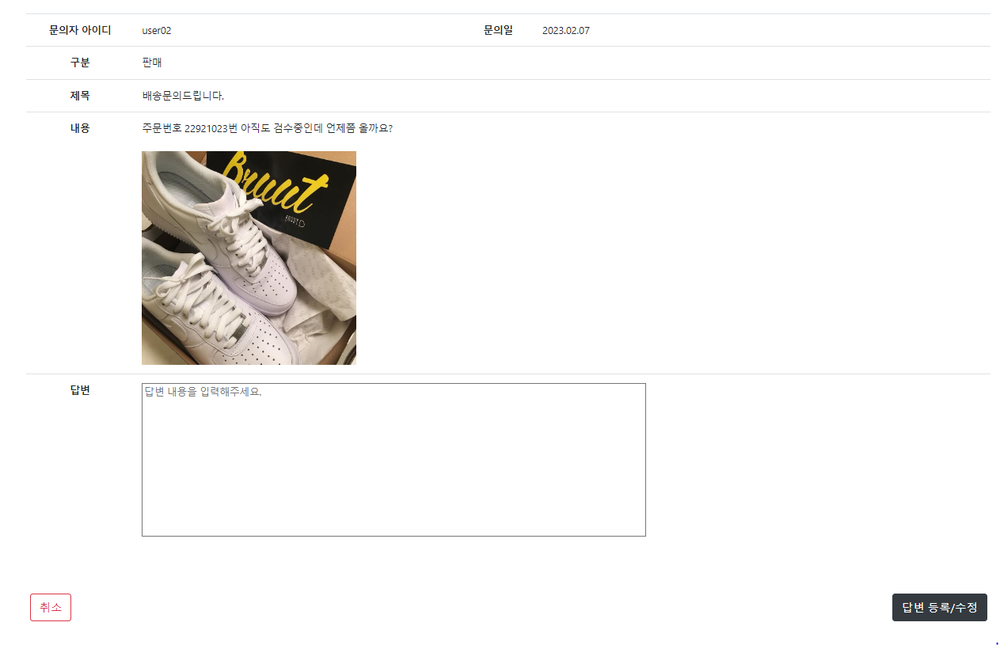 문의자 아이디 user02 문의일 2023.02.07
구분 판매
제목 배송문의드립니다.
내용 주문번호 22921023번 아직도 검수중인데 언제쯤 올까요?
Bruut
BRUUT
답변 답변 내용을 입력해주세요.
취소 답변 등록/수정